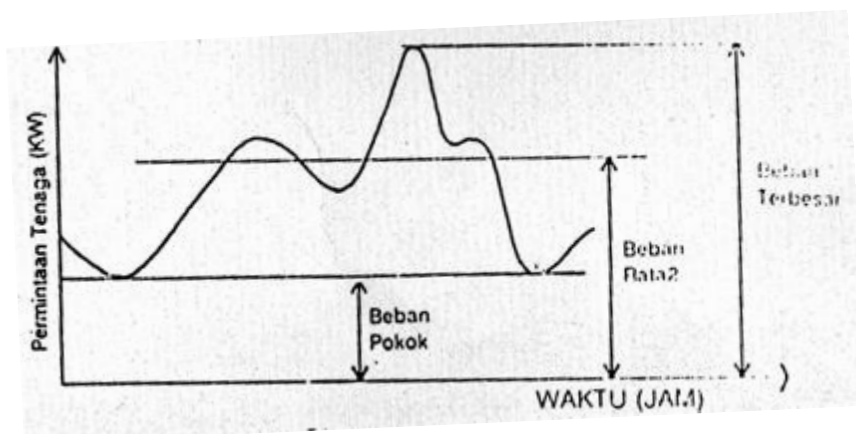 Permintaan Tenaga (KW)
Beban
Terbesar
Beban
Rata2
Beban
Pokok
WAKTU (JAM)